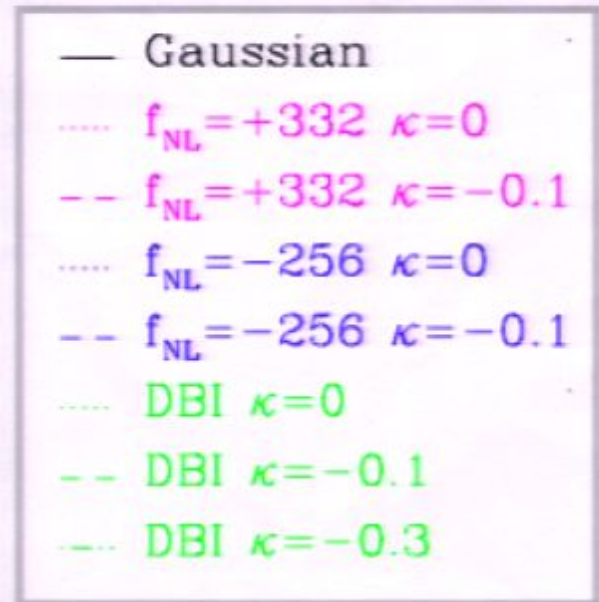 Gaussian
f_NL=+332 κ=0
f_NL=+332 κ=-0.1
f_NL=-256 κ=0
f_NL=-256 κ=-0.1
DBI κ=0
DBI κ=-0.1
DBI κ=-0.3